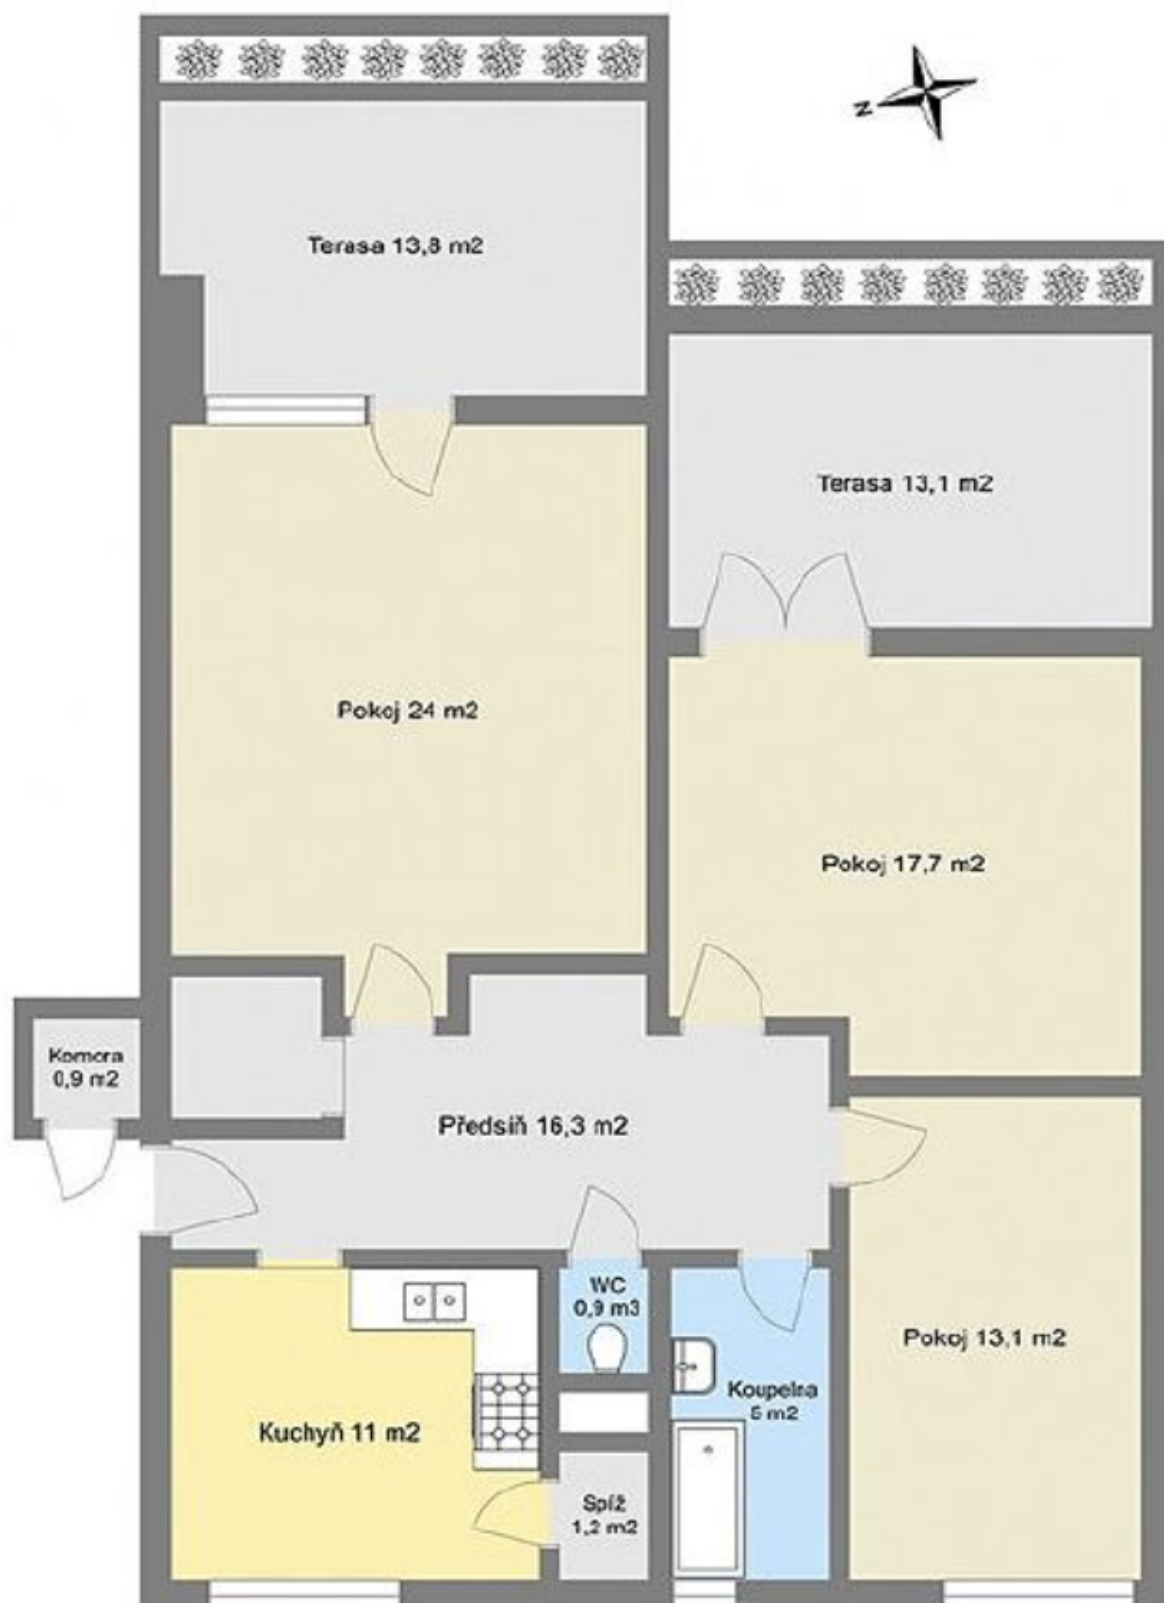 N
Terasa 13,8 m2
Terasa 13,1 m2
Pokoj 24 m2
Pokoj 17,7 m2
Komora
0,9 m2
Předsíň 16,3 m2
WC
0,9 m3
Pokoj 13,1 m2
Koupelna
5 m2
Kuchyň 11 m2
Spíž
1,2 m2